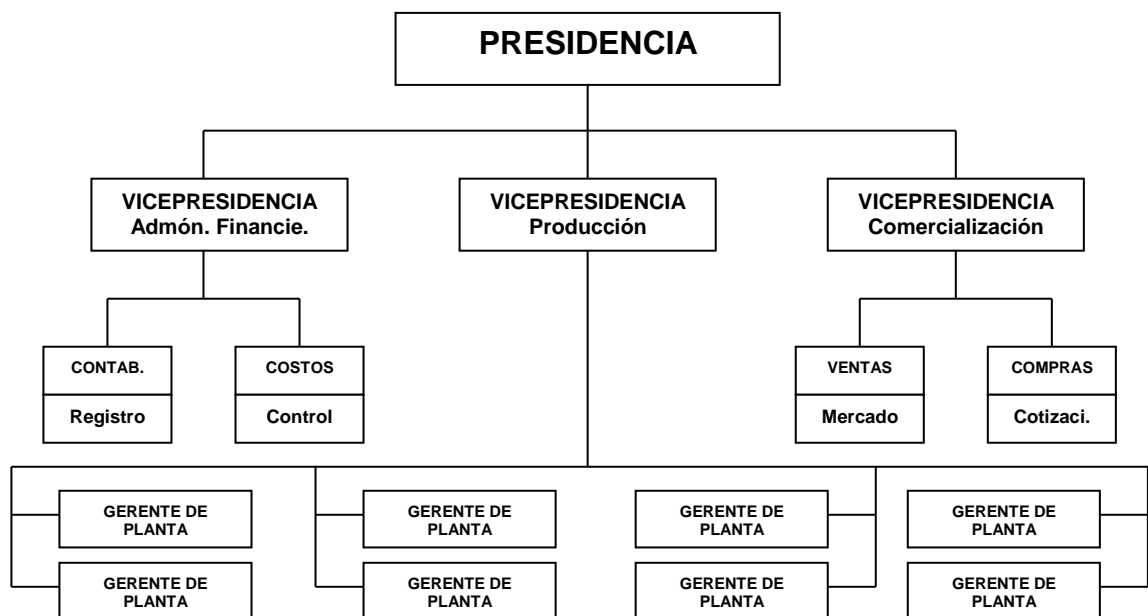 PRESIDENCIA
VICEPRESIDENCIA
Admón. Financie.
VICEPRESIDENCIA
Producción
VICEPRESIDENCIA
Comercialización
CONTAB.
Registro
COSTOS
Control
VENTAS
Mercado
COMPRAS
Cotizaci.
GERENTE DE
PLANTA
GERENTE DE
PLANTA
GERENTE DE
PLANTA
GERENTE DE
PLANTA
GERENTE DE
PLANTA
GERENTE DE
PLANTA
GERENTE DE
PLANTA
GERENTE DE
PLANTA